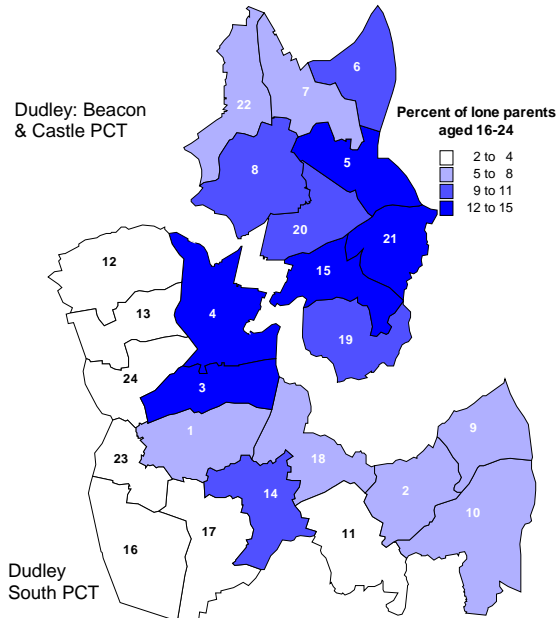 6
7
22
Dudley: Beacon
& Castle PCT
Percent of lone parents
aged 16-24
2 to 4
5 to 8
9 to 11
12 to 15
5
8
20
21
12
15
13
4
19
24
3
1
9
23
18
14
2
10
17
11
16
Dudley
South PCT